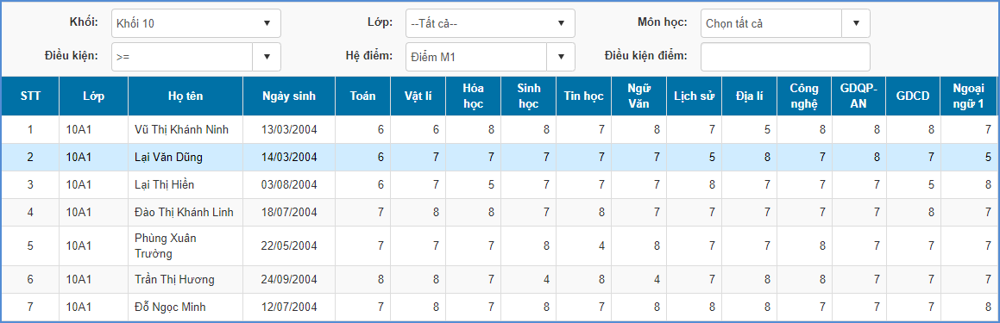 Khối: Khối 10 Lớp: --Tất cả-- Môn học: Chọn tất cả
Điều kiện: >= Hệ điểm: Điểm M1 Điều kiện điểm:
STT Lớp Họ tên Ngày sinh Toán Vật lí Hóa học Sinh học Tin học Ngữ Văn Lịch sử Địa lí Công nghệ GDQP-AN GDCD Ngoại ngữ 1
1 10A1 Vũ Thị Khánh Ninh 13/03/2004 6 6 8 8 7 8 7 5 8 8 8 7
2 10A1 Lại Văn Dũng 14/03/2004 6 7 7 7 7 7 5 8 7 8 7 5
3 10A1 Lại Thị Hiền 03/08/2004 6 7 5 7 7 7 8 7 7 7 5 8
4 10A1 Đào Thị Khánh Linh 18/07/2004 7 8 8 7 8 7 7 7 7 7 8 7
5 10A1 Phùng Xuân Trường 22/05/2004 7 7 7 8 4 8 7 7 8 7 7 7
6 10A1 Trần Thị Hương 24/09/2004 8 8 7 4 8 4 7 8 8 7 7 7
7 10A1 Đỗ Ngọc Minh 12/07/2004 7 8 7 8 7 8 8 8 7 7 7 8